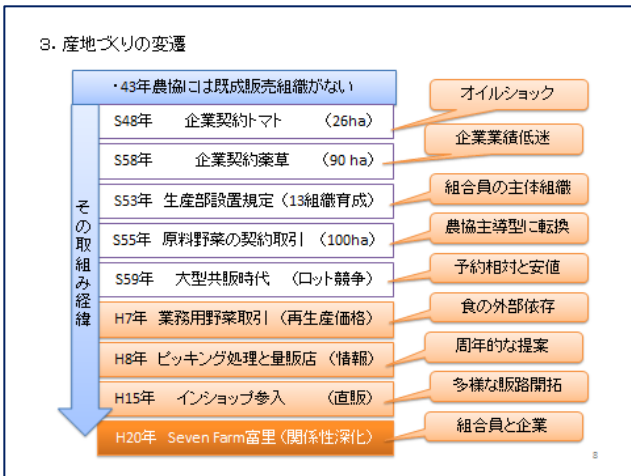 3. 産地づくりの変遷
・43年農協には既成販売組織がない
その取組み経緯
S48年 企業契約トマト (26ha)
オイルショック
S58年 企業契約薬草 (90 ha)
企業業績低迷
S53年 生産部設置規定 (13組織育成)
組合員の主体組織
S55年 原料野菜の契約取引 (100ha)
農協主導型に転換
S59年 大型共販時代 (ロット競争)
予約相対と安値
H7年 業務用野菜取引 (再生産価格)
食の外部依存
H8年 ピッキング処理と量販店 (情報)
周年的な提案
H15年 インショップ参入 (直販)
多様な販路開拓
H20年 Seven Farm富里 (関係性深化)
組合員と企業
8